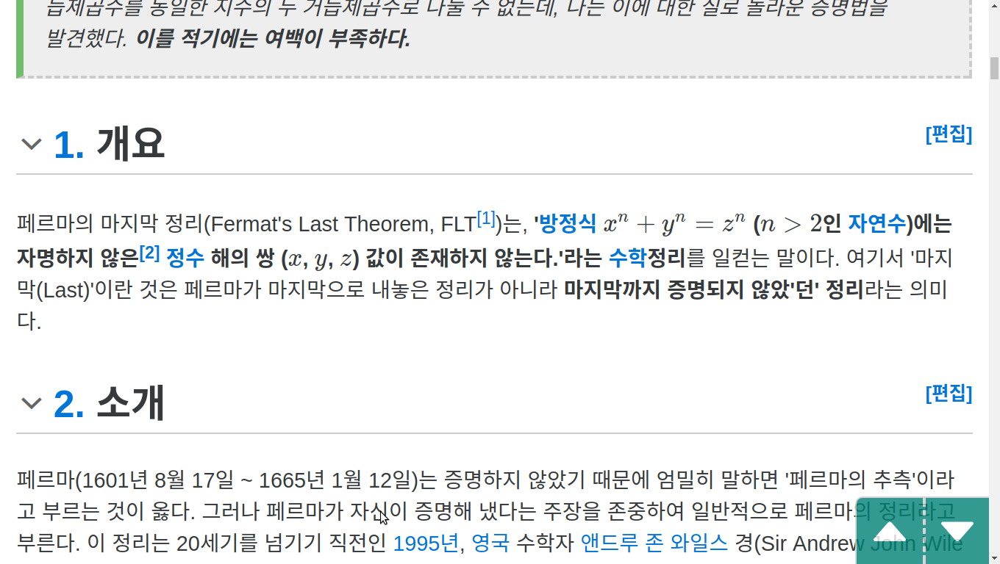 듭제곱수를 동일한 지수의 두 거듭제곱수로 나눌 수 없는데, 나는 이에 대한 실로 놀라운 증명법을
발견했다. 이를 적기에는 여백이 부족하다.
1. 개요
[편집]
페르마의 마지막 정리(Fermat's Last Theorem, FLT[1])는, '방정식 xⁿ + yⁿ = zⁿ (n > 2인 자연수)에는
자명하지 않은[2] 정수 해의 쌍 (x, y, z) 값이 존재하지 않는다.'라는 수학정리를 일컫는 말이다. 여기서 '마지
막(Last)'이란 것은 페르마가 마지막으로 내놓은 정리가 아니라 마지막까지 증명되지 않았'던' 정리라는 의미
다.
2. 소개
[편집]
페르마(1601년 8월 17일 ~ 1665년 1월 12일)는 증명하지 않았기 때문에 엄밀히 말하면 '페르마의 추측'이라
고 부르는 것이 옳다. 그러나 페르마가 자신이 증명해 냈다는 주장을 존중하여 일반적으로 페르마의 정리라고
부른다. 이 정리는 20세기를 넘기기 직전인 1995년, 영국 수학자 앤드루 존 와일스 경(Sir Andrew John Wile